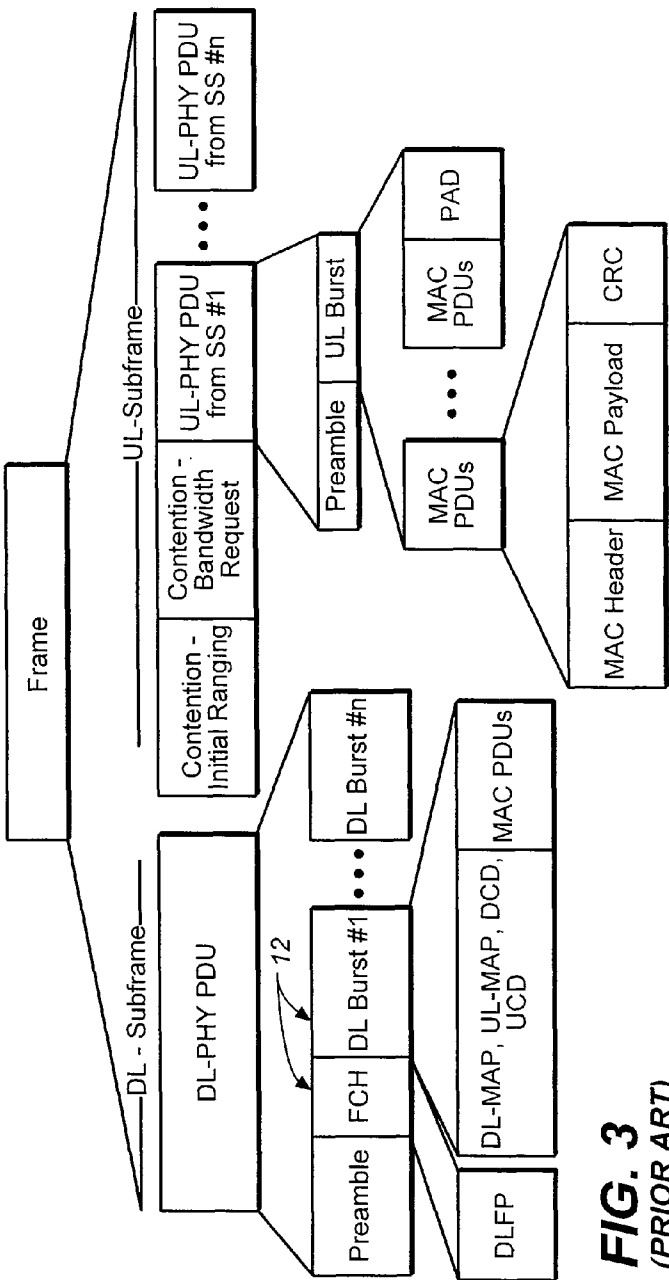 Frame
DL - Subframe
UL-Subframe
DL-PHY PDU
Contention -
Initial Ranging
Contention -
Bandwidth
Request
UL-PHY PDU
from SS #1
•••
UL-PHY PDU
from SS #n
12
Preamble
FCH
DL Burst #1
•••
DL Burst #n
Preamble
UL Burst
DLFP
DL-MAP, UL-MAP, DCD,
UCD
MAC PDUs
MAC
PDUs
•••
MAC
PDUs
PAD
MAC Header
MAC Payload
CRC
FIG. 3
(PRIOR ART)